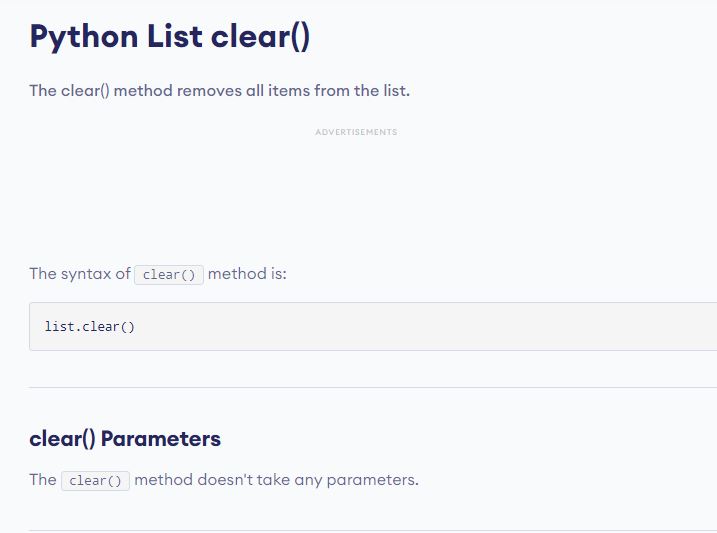 Python List clear()
The clear() method removes all items from the list.
ADVERTISEMENTS
The syntax of clear() method is:
list.clear()
clear() Parameters
The clear() method doesn't take any parameters.